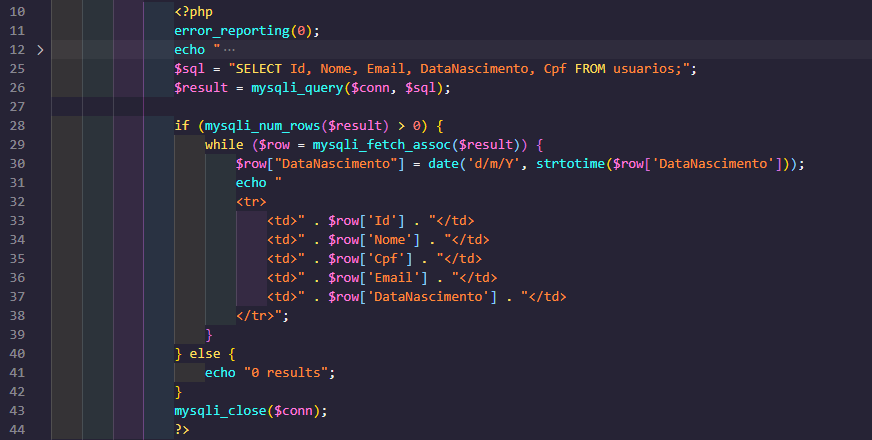 10 <?php
11 error_reporting(0);
12 > echo "···
25 $sql = "SELECT Id, Nome, Email, DataNascimento, Cpf FROM usuarios;";
26 $result = mysqli_query($conn, $sql);
27
28 if (mysqli_num_rows($result) > 0) {
29 while ($row = mysqli_fetch_assoc($result)) {
30 $row["DataNascimento"] = date('d/m/Y', strtotime($row['DataNascimento']));
31 echo "
32 <tr>
33 <td>" . $row['Id'] . "</td>
34 <td>" . $row['Nome'] . "</td>
35 <td>" . $row['Cpf'] . "</td>
36 <td>" . $row['Email'] . "</td>
37 <td>" . $row['DataNascimento'] . "</td>
38 </tr>";
39 }
40 } else {
41 echo "0 results";
42 }
43 mysqli_close($conn);
44 ?>